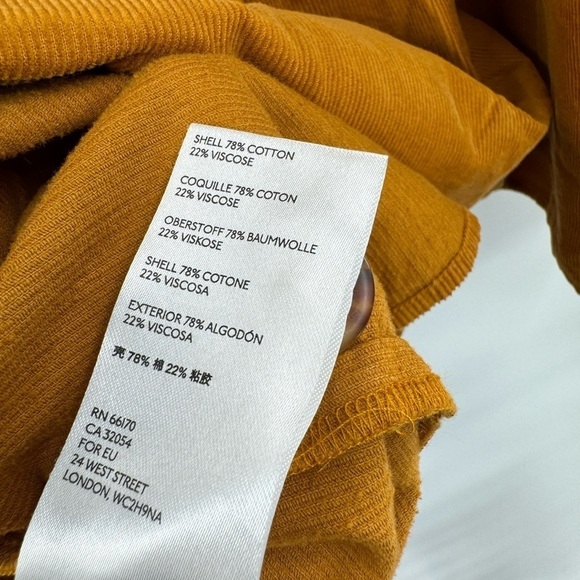 SHELL 78% COTTON
22% VISCOSE
COQUILLE 78% COTON
22% VISCOSE
OBERSTOFF 78% BAUMWOLLE
22% VISKOSE
SHELL 78% COTONE
22% VISCOSA
EXTERIOR 78% ALGODÓN
22% VISCOSA
壳 78% 棉 22% 粘胶
RN 66170
CA 32054
FOR EU
24 WEST STREET
LONDON, WC2H9NA